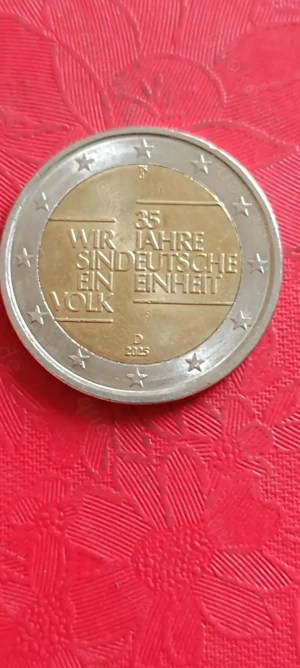 F
35
WIR JAHRE
SIND DEUTSCHE
EIN EINHEIT
VOLK
D
2025